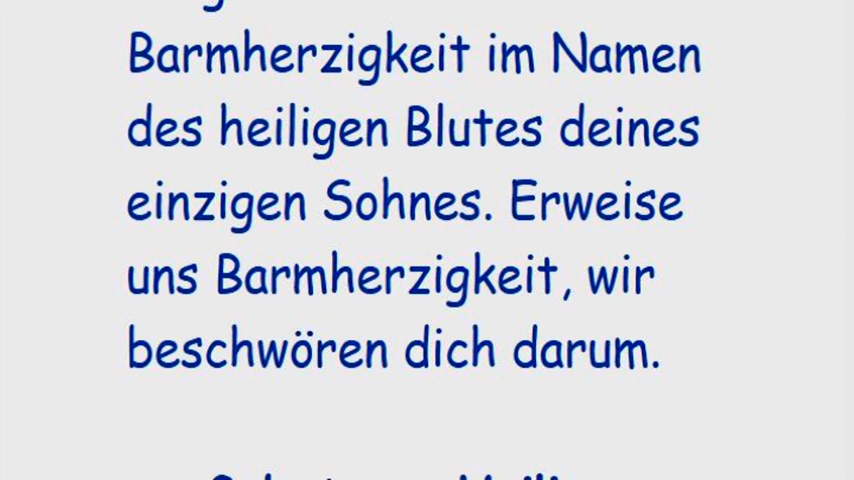 Barmherzigkeit im Namen
des heiligen Blutes deines
einzigen Sohnes. Erweise
uns Barmherzigkeit, wir
beschwören dich darum.